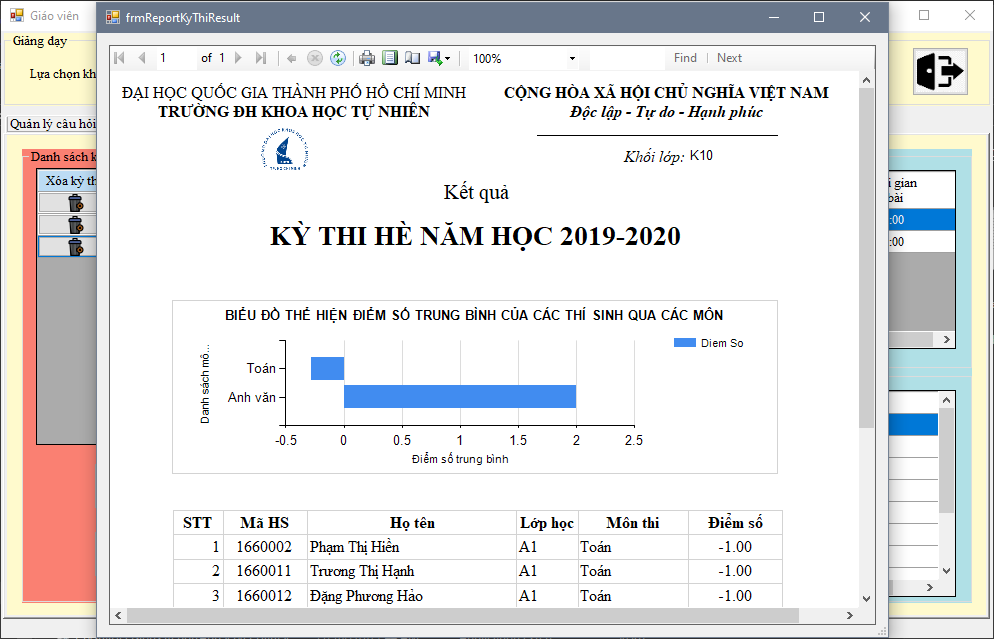 Giáo viên
frmReportKyThiResult
Giảng dạy
Lựa chọn kh
Quản lý câu hỏi
Danh sách k
Xóa kỳ th
i gian
bài
:00
:00
1 of 1 100% Find | Next
ĐẠI HỌC QUỐC GIA THÀNH PHỐ HỒ CHÍ MINH
TRƯỜNG ĐH KHOA HỌC TỰ NHIÊN
CỘNG HÒA XÃ HỘI CHỦ NGHĨA VIỆT NAM
Độc lập - Tự do - Hạnh phúc
Khối lớp: K10
Kết quả
KỲ THI HÈ NĂM HỌC 2019-2020
BIỂU ĐỒ THỂ HIỆN ĐIỂM SỐ TRUNG BÌNH CỦA CÁC THÍ SINH QUA CÁC MÔN
Diem So
Danh sách mô...
Toán
Anh văn
-0.5 0 0.5 1 1.5 2 2.5
Điểm số trung bình
STT Mã HS Họ tên Lớp học Môn thi Điểm số
1 1660002 Phạm Thị Hiền A1 Toán -1.00
2 1660011 Trương Thị Hạnh A1 Toán -1.00
3 1660012 Đặng Phương Hảo A1 Toán -1.00